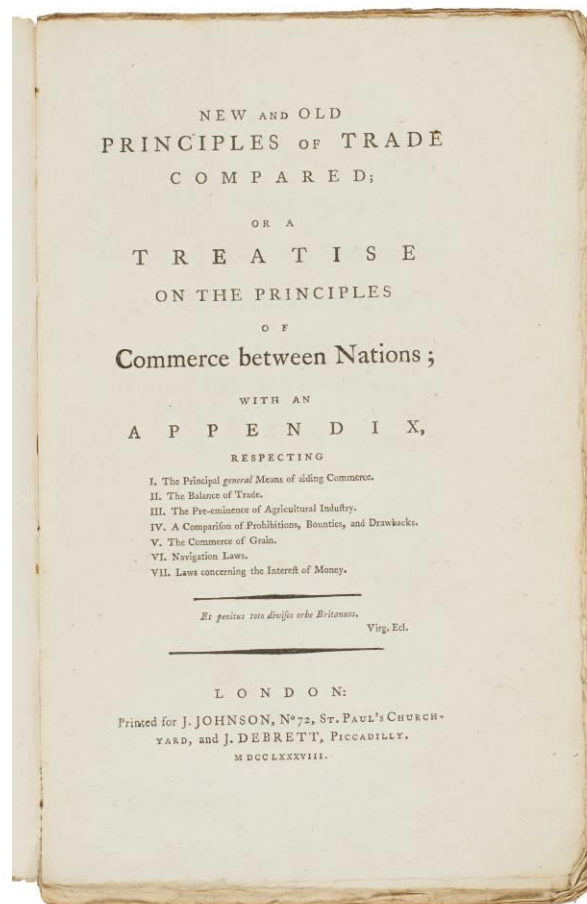 NEW AND OLD
PRINCIPLES OF TRADE
COMPARED;
OR A
TREATISE
ON THE PRINCIPLES
OF
Commerce between Nations;
WITH AN
APPENDIX,
RESPECTING
I. The Principal general Means of aiding Commerce.
II. The Balance of Trade.
III. The Pre-eminence of Agricultural Induſtry.
IV. A Compariſon of Prohibitions, Bounties, and Drawbacks.
V. The Commerce of Grain.
VI. Navigation Laws.
VII. Laws concerning the Intereſt of Money.
Et penitus toto diviſos orbe Britannos.
Virg. Ecl.
LONDON:
Printed for J. JOHNSON, No 72, ST. PAUL'S CHURCH-
YARD, and J. DEBRETT, PICCADILLY.
M DCC LXXXVIII.